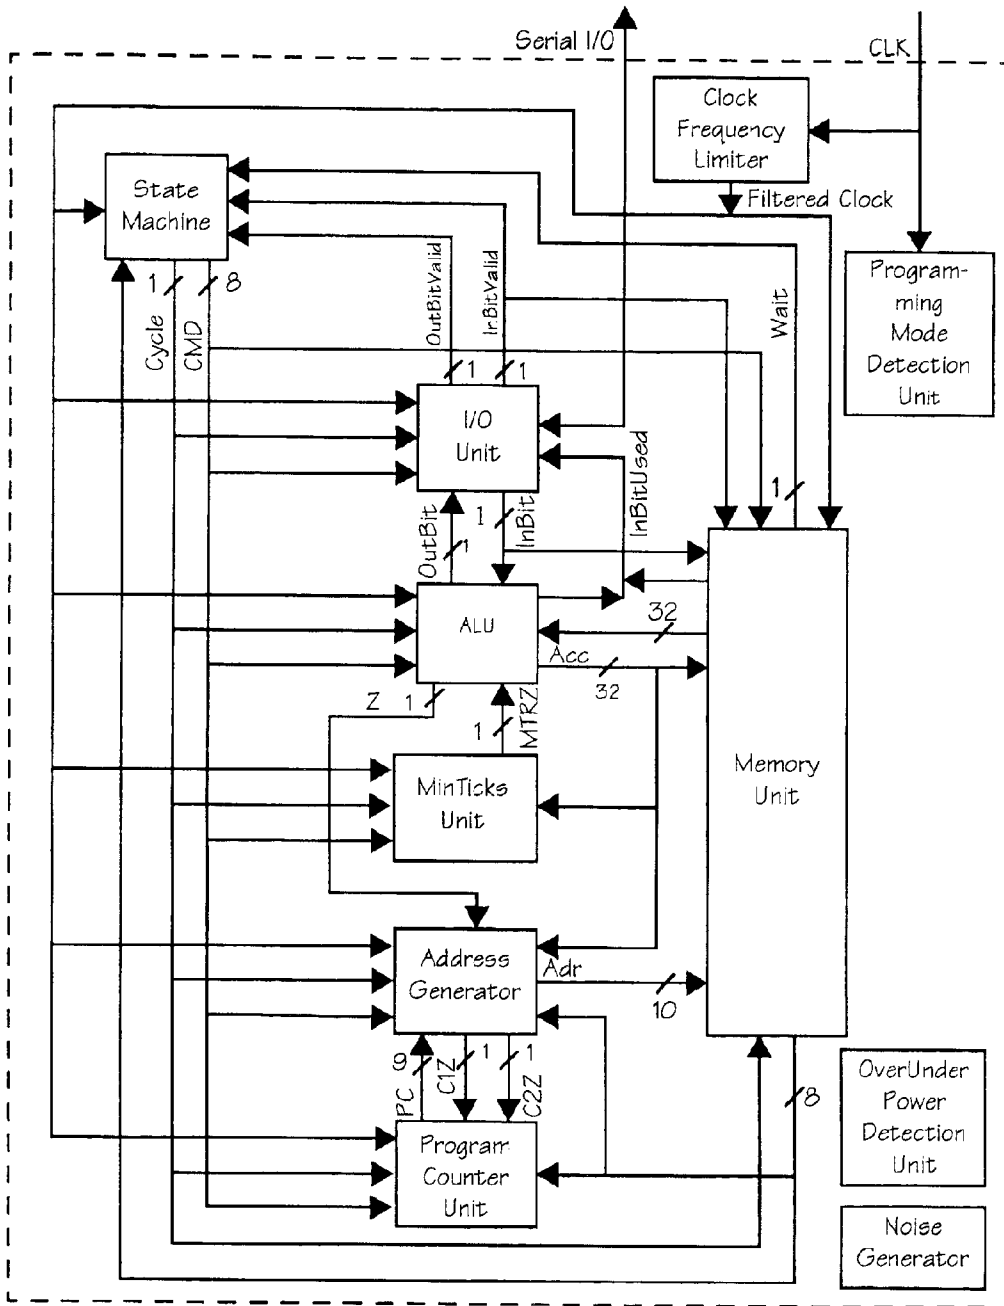 Serial I/O
CLK
Clock
Frequency
Limiter
Filtered Clock
State
Machine
1
8
Cycle
CMD
OutBitValid
InBitValid
Wait
Program-
ming
Mode
Detection
Unit
1
1
I/O
Unit
1
OutBit
1
1
InBit
InBitUsed
ALU
32
Acc
32
Z
1
1
MTRZ
MinTicks
Unit
Memory
Unit
Address
Generator
Adr
10
9
PC
C1Z
1
1
C2Z
Program
Counter
Unit
8
OverUnder
Power
Detection
Unit
Noise
Generator